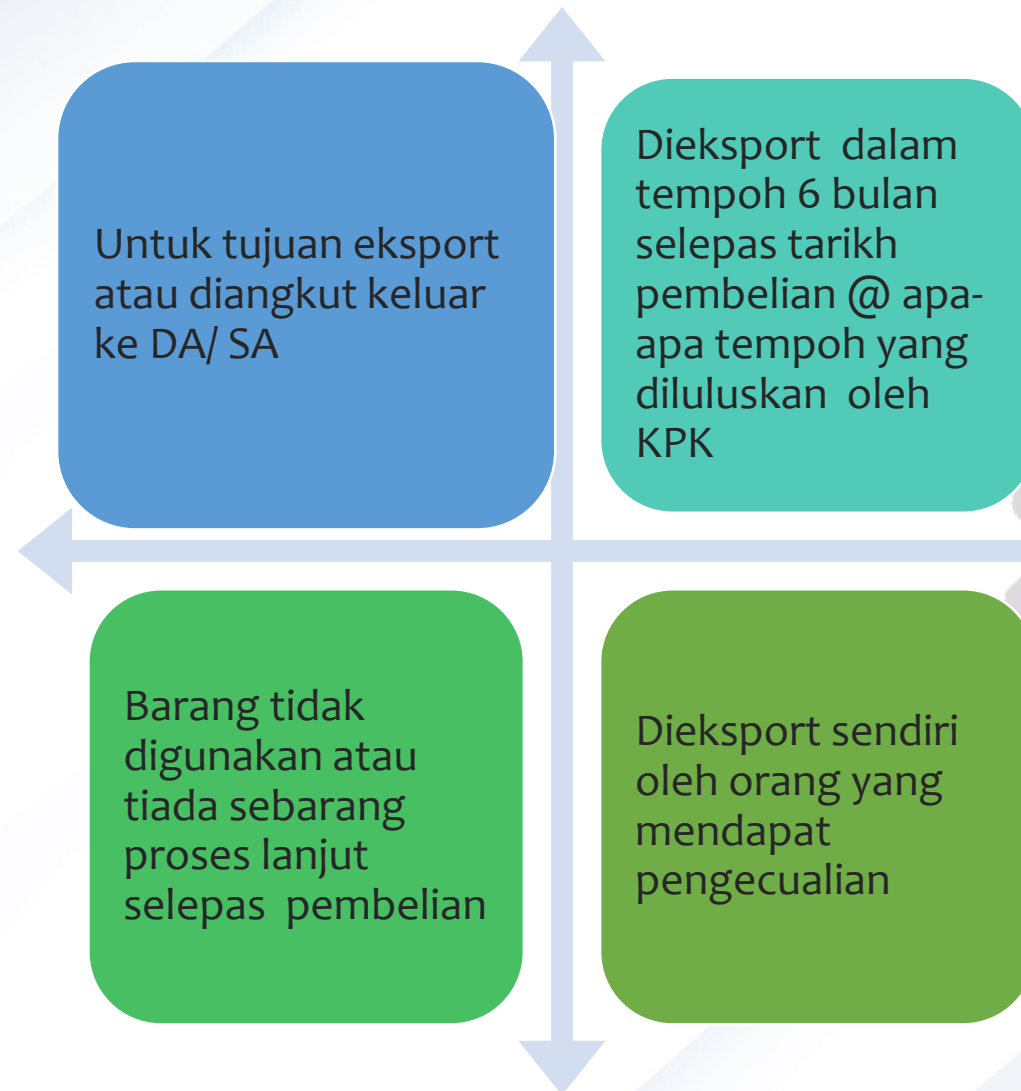 Untuk tujuan eksport
atau diangkut keluar
ke DA/ SA
Dieksport dalam
tempoh 6 bulan
selepas tarikh
pembelian @ apa-
apa tempoh yang
diluluskan oleh
KPK
Barang tidak
digunakan atau
tiada sebarang
proses lanjut
selepas pembelian
Dieksport sendiri
oleh orang yang
mendapat
pengecualian